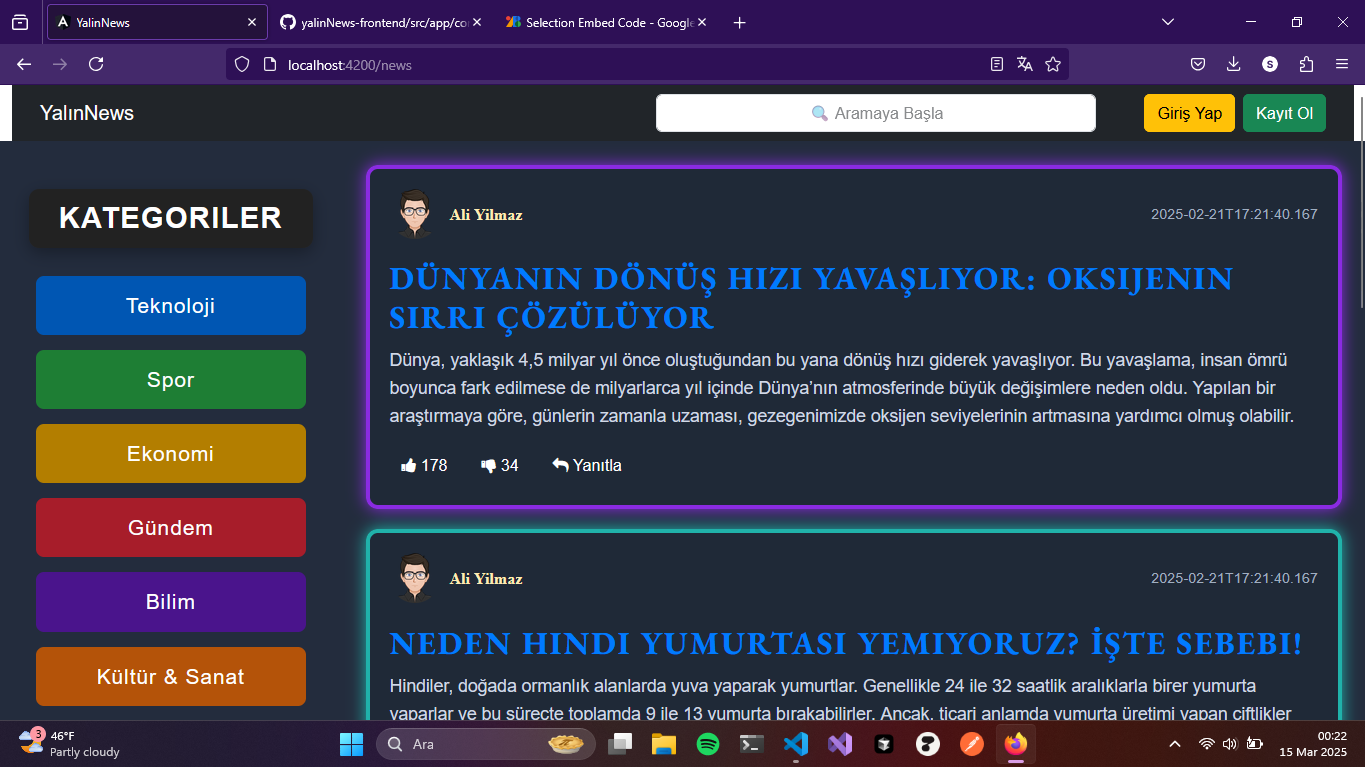 YalinNews
yalinNews-frontend/src/app/co
Selection Embed Code - Google
localhost:4200/news
S
YalınNews
Aramaya Başla
Giriş Yap
Kayıt Ol
KATEGORILER
Teknoloji
Spor
Ekonomi
Gündem
Bilim
Kültür & Sanat
Ali Yilmaz
2025-02-21T17:21:40.167
DÜNYANIN DÖNÜŞ HIZI YAVAŞLIYOR: OKSIJENIN
SIRRI ÇÖZÜLÜYOR
Dünya, yaklaşık 4,5 milyar yıl önce oluştuğundan bu yana dönüş hızı giderek yavaşlıyor. Bu yavaşlama, insan ömrü
boyunca fark edilmese de milyarlarca yıl içinde Dünya’nın atmosferinde büyük değişimlere neden oldu. Yapılan bir
araştırmaya göre, günlerin zamanla uzaması, gezegenimizde oksijen seviyelerinin artmasına yardımcı olmuş olabilir.
178
34
Yanıtla
Ali Yilmaz
2025-02-21T17:21:40.167
NEDEN HINDI YUMURTASI YEMIYORUZ? İŞTE SEBEBI!
Hindiler, doğada ormanlık alanlarda yuva yaparak yumurtlar. Genellikle 24 ile 32 saatlik aralıklarla birer yumurta
yaparlar ve bu süreçte toplamda 9 ile 13 yumurta bırakabilirler. Ancak, ticari anlamda yumurta üretimi yapan çiftlikler
3
46°F
Partly cloudy
Ara
00:22
15 Mar 2025